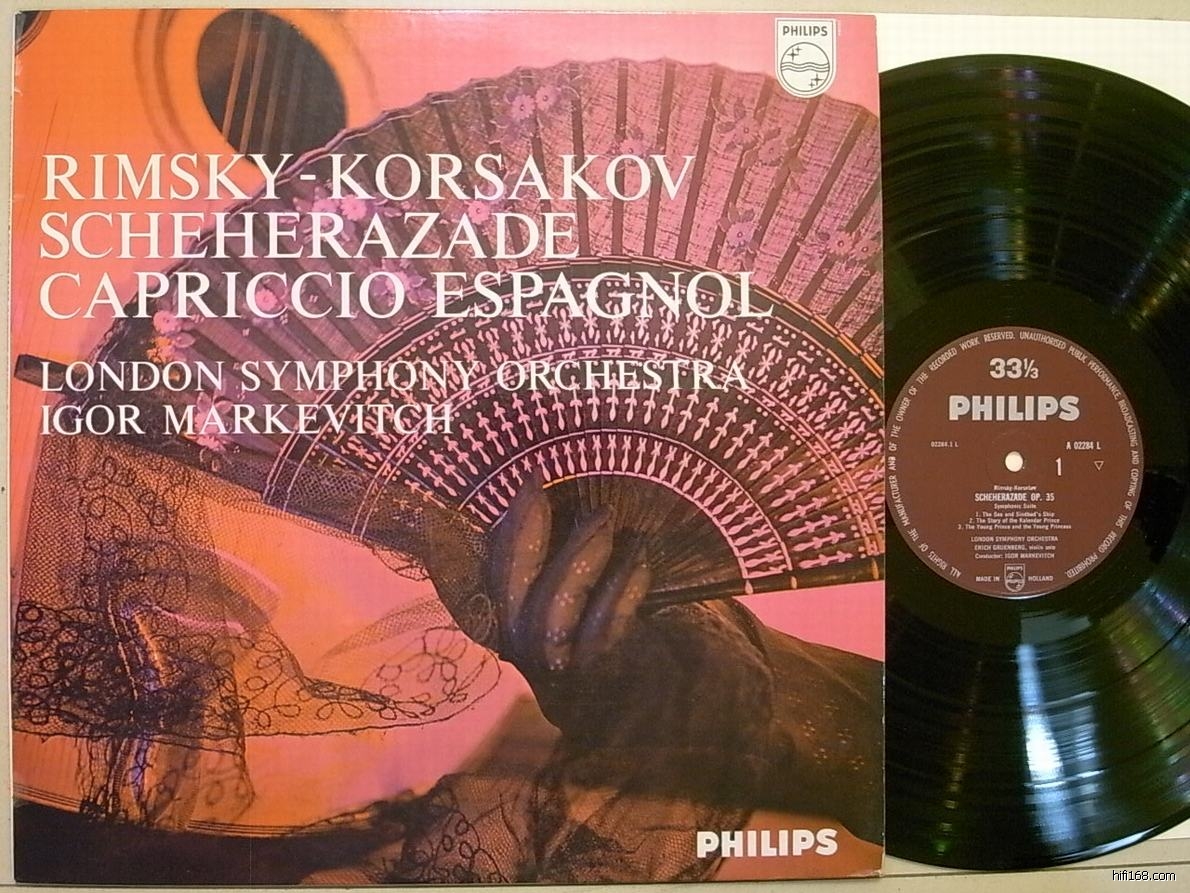 PHILIPS
RIMSKY-KORSAKOV
SCHEHERAZADE
CAPRICCIO ESPAGNOL
LONDON SYMPHONY ORCHESTRA
IGOR MARKEVITCH
PHILIPS
ALL RIGHTS OF THE MANUFACTURER AND OF THE OWNER OF THE RECORDED WORK RESERVED. UNAUTHORISED PUBLIC PERFORMANCE BROADCASTING AND COPYING OF THIS RECORD PROHIBITED.
33⅓
PHILIPS
02284.1 L
A 02284 L
1
Rimsky-Korsakov
SCHEHERAZADE OP. 35
Symphonic Suite
1. The Sea and Sindbad's Ship
2. The Story of the Kalendar Prince
3. The Young Prince and the Young Princess
LONDON SYMPHONY ORCHESTRA
ERICH GRUENBERG, violin solo
Conductor: IGOR MARKEVITCH
MADE IN HOLLAND
hifi168.com